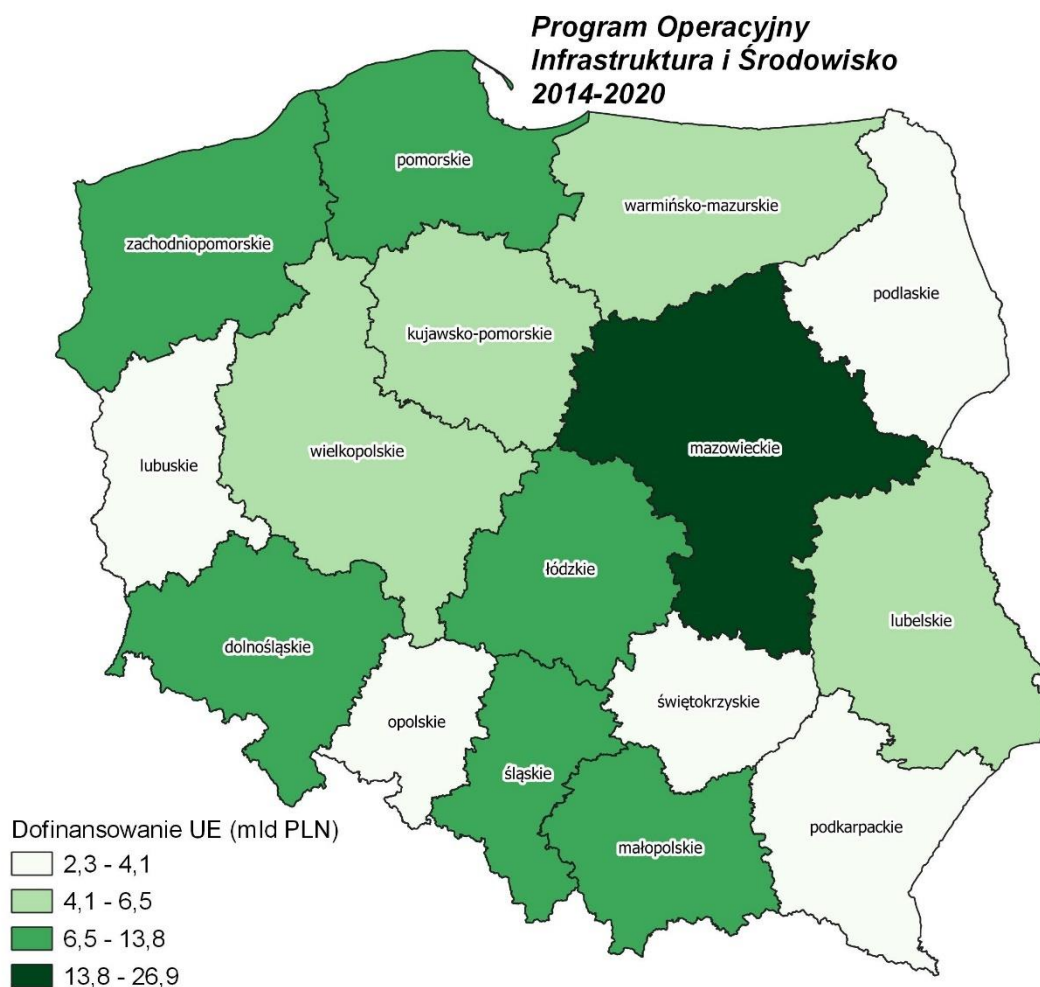 Program Operacyjny
Infrastruktura i Środowisko
2014-2020
pomorskie
warmińsko-mazurskie
zachodniopomorskie
podlaskie
kujawsko-pomorskie
mazowieckie
wielkopolskie
lubuskie
łódzkie
lubelskie
dolnośląskie
świętokrzyskie
opolskie
śląskie
podkarpackie
małopolskie
Dofinansowanie UE (mld PLN)
2,3 - 4,1
4,1 - 6,5
6,5 - 13,8
13,8 - 26,9